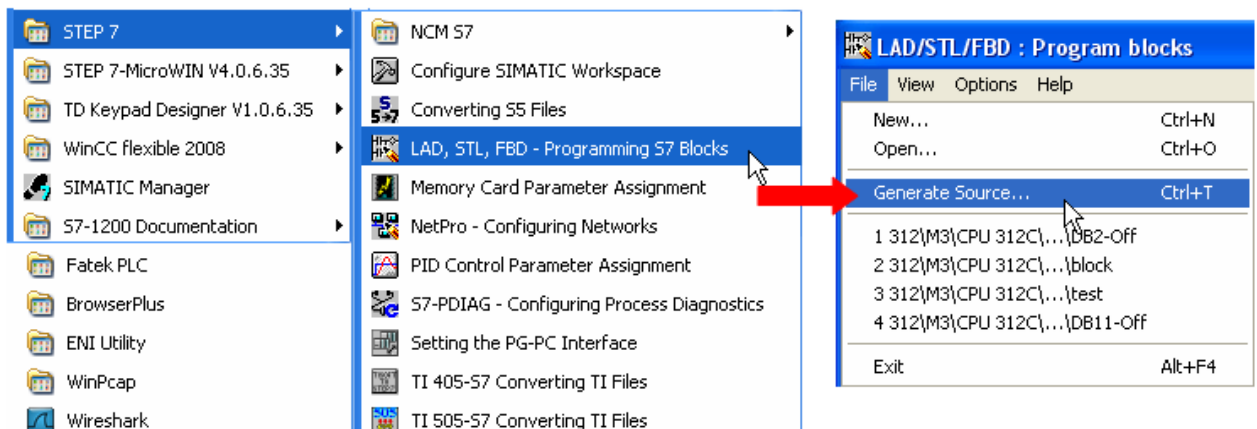 STEP 7
STEP 7-MicroWIN V4.0.6.35
TD Keypad Designer V1.0.6.35
WinCC flexible 2008
SIMATIC Manager
S7-1200 Documentation
Fatek PLC
BrowserPlus
ENI Utility
WinPcap
Wireshark
NCM S7
Configure SIMATIC Workspace
Converting S5 Files
LAD, STL, FBD - Programming S7 Blocks
Memory Card Parameter Assignment
NetPro - Configuring Networks
PID Control Parameter Assignment
S7-PDIAG - Configuring Process Diagnostics
Setting the PG-PC Interface
TI 405-S7 Converting TI Files
TI 505-S7 Converting TI Files
LAD/STL/FBD : Program blocks
File View Options Help
New... Ctrl+N
Open... Ctrl+O
Generate Source... Ctrl+T
1 312\M3\CPU 312C\...\DB2-Off
2 312\M3\CPU 312C\...\block
3 312\M3\CPU 312C\...\test
4 312\M3\CPU 312C\...\DB11-Off
Exit Alt+F4